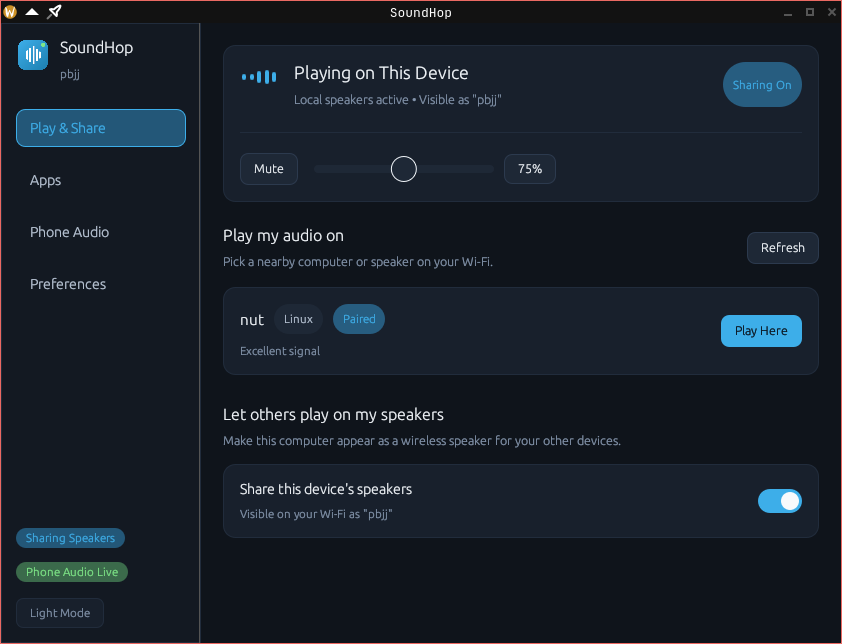 W
SoundHop
SoundHop
pbjj
Play & Share
Apps
Phone Audio
Preferences
Sharing Speakers
Phone Audio Live
Light Mode
Playing on This Device
Local speakers active • Visible as "pbjj"
Sharing On
Mute
75%
Play my audio on
Pick a nearby computer or speaker on your Wi-Fi.
Refresh
nut Linux Paired
Excellent signal
Play Here
Let others play on my speakers
Make this computer appear as a wireless speaker for your other devices.
Share this device's speakers
Visible on your Wi-Fi as "pbjj"